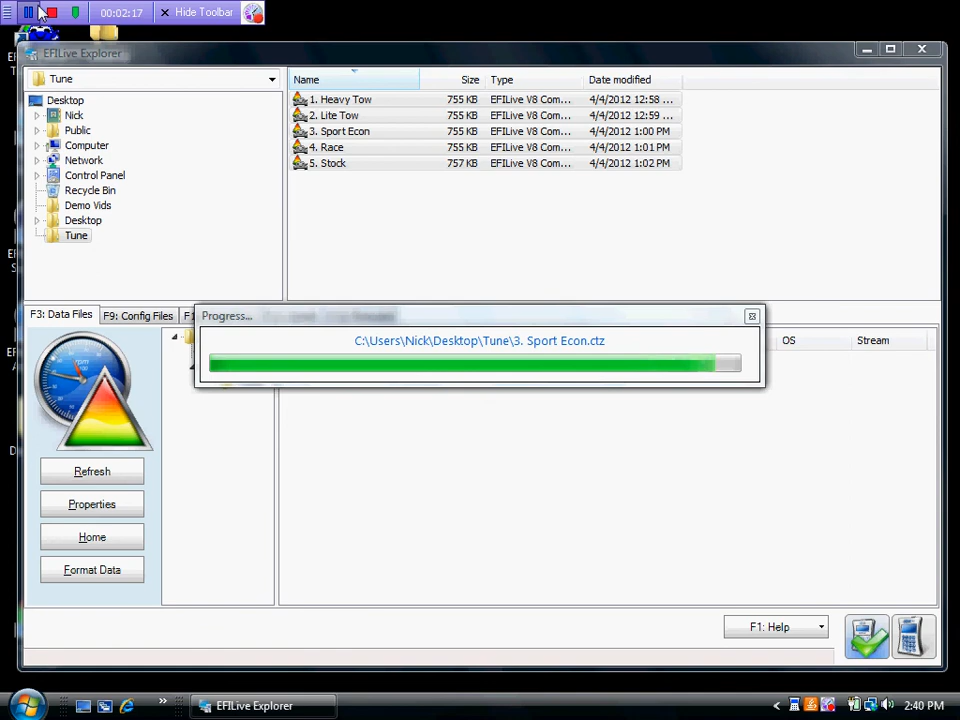 00:02:17
Hide Toolbar
EFILive Explorer
Tune
Desktop
Nick
Public
Computer
Network
Control Panel
Recycle Bin
Demo Vids
Desktop
Tune
Name Size Type Date modified
1. Heavy Tow 755 KB EFILive V8 Com... 4/4/2012 12:58 ...
2. Lite Tow 755 KB EFILive V8 Com... 4/4/2012 12:59 ...
3. Sport Econ 755 KB EFILive V8 Com... 4/4/2012 1:00 PM
4. Race 755 KB EFILive V8 Com... 4/4/2012 1:01 PM
5. Stock 757 KB EFILive V8 Com... 4/4/2012 1:02 PM
F3: Data Files F9: Config Files
Progress...
C:\Users\Nick\Desktop\Tune\3. Sport Econ.ctz
OS Stream
rpm
Refresh
Properties
Home
Format Data
F1: Help
EFILive Explorer
2:40 PM